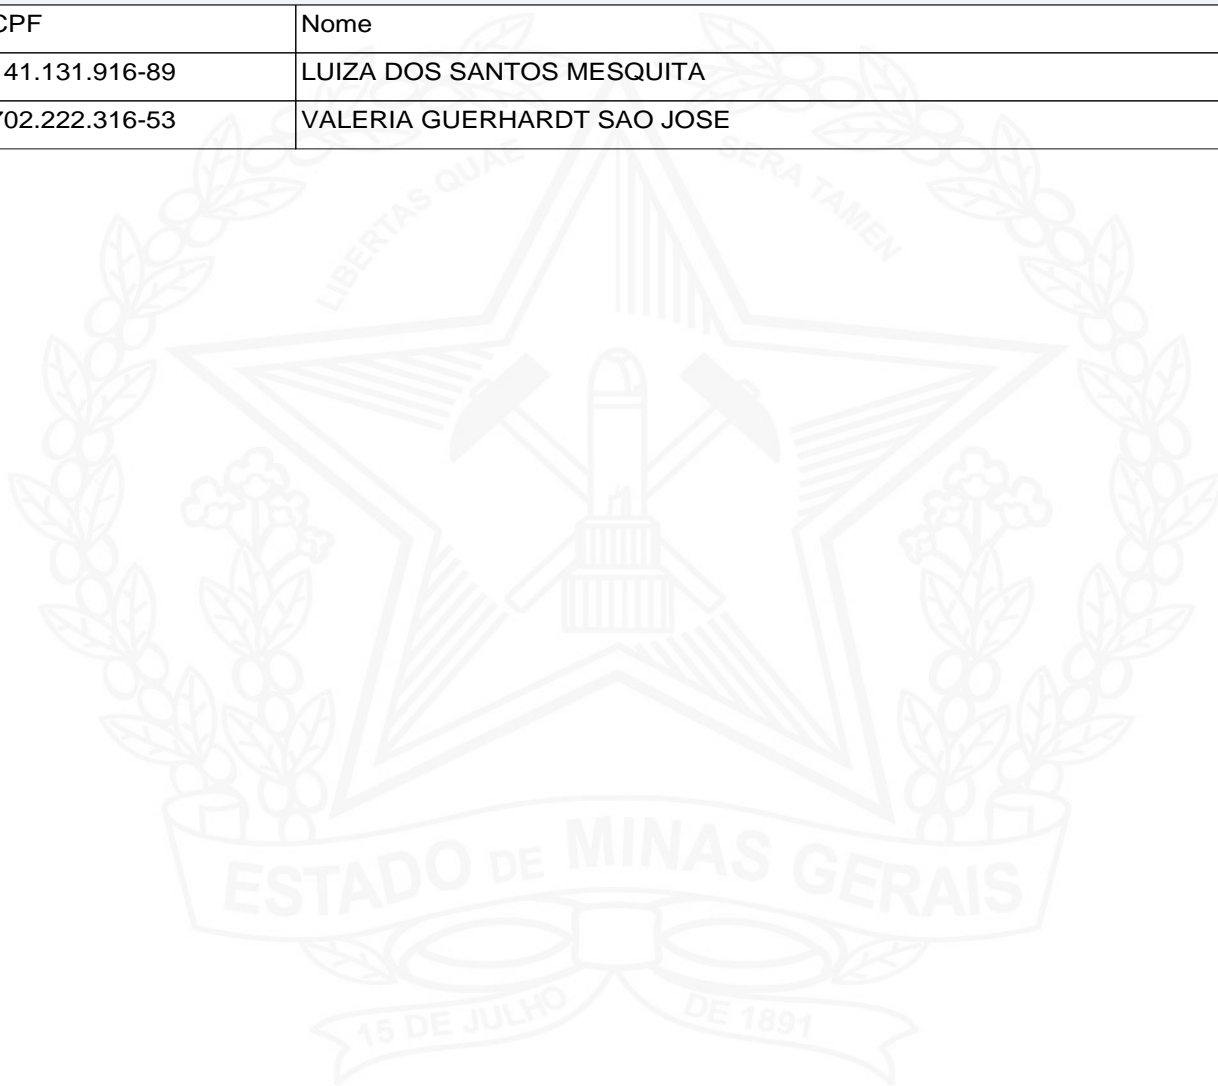 CPF Nome
41.131.916-89 LUIZA DOS SANTOS MESQUITA
702.222.316-53 VALERIA GUERHARDT SAO JOSE
LIBERTAS QUAE SERA TAMEN
ESTADO DE MINAS GERAIS
15 DE JULHO DE 1891